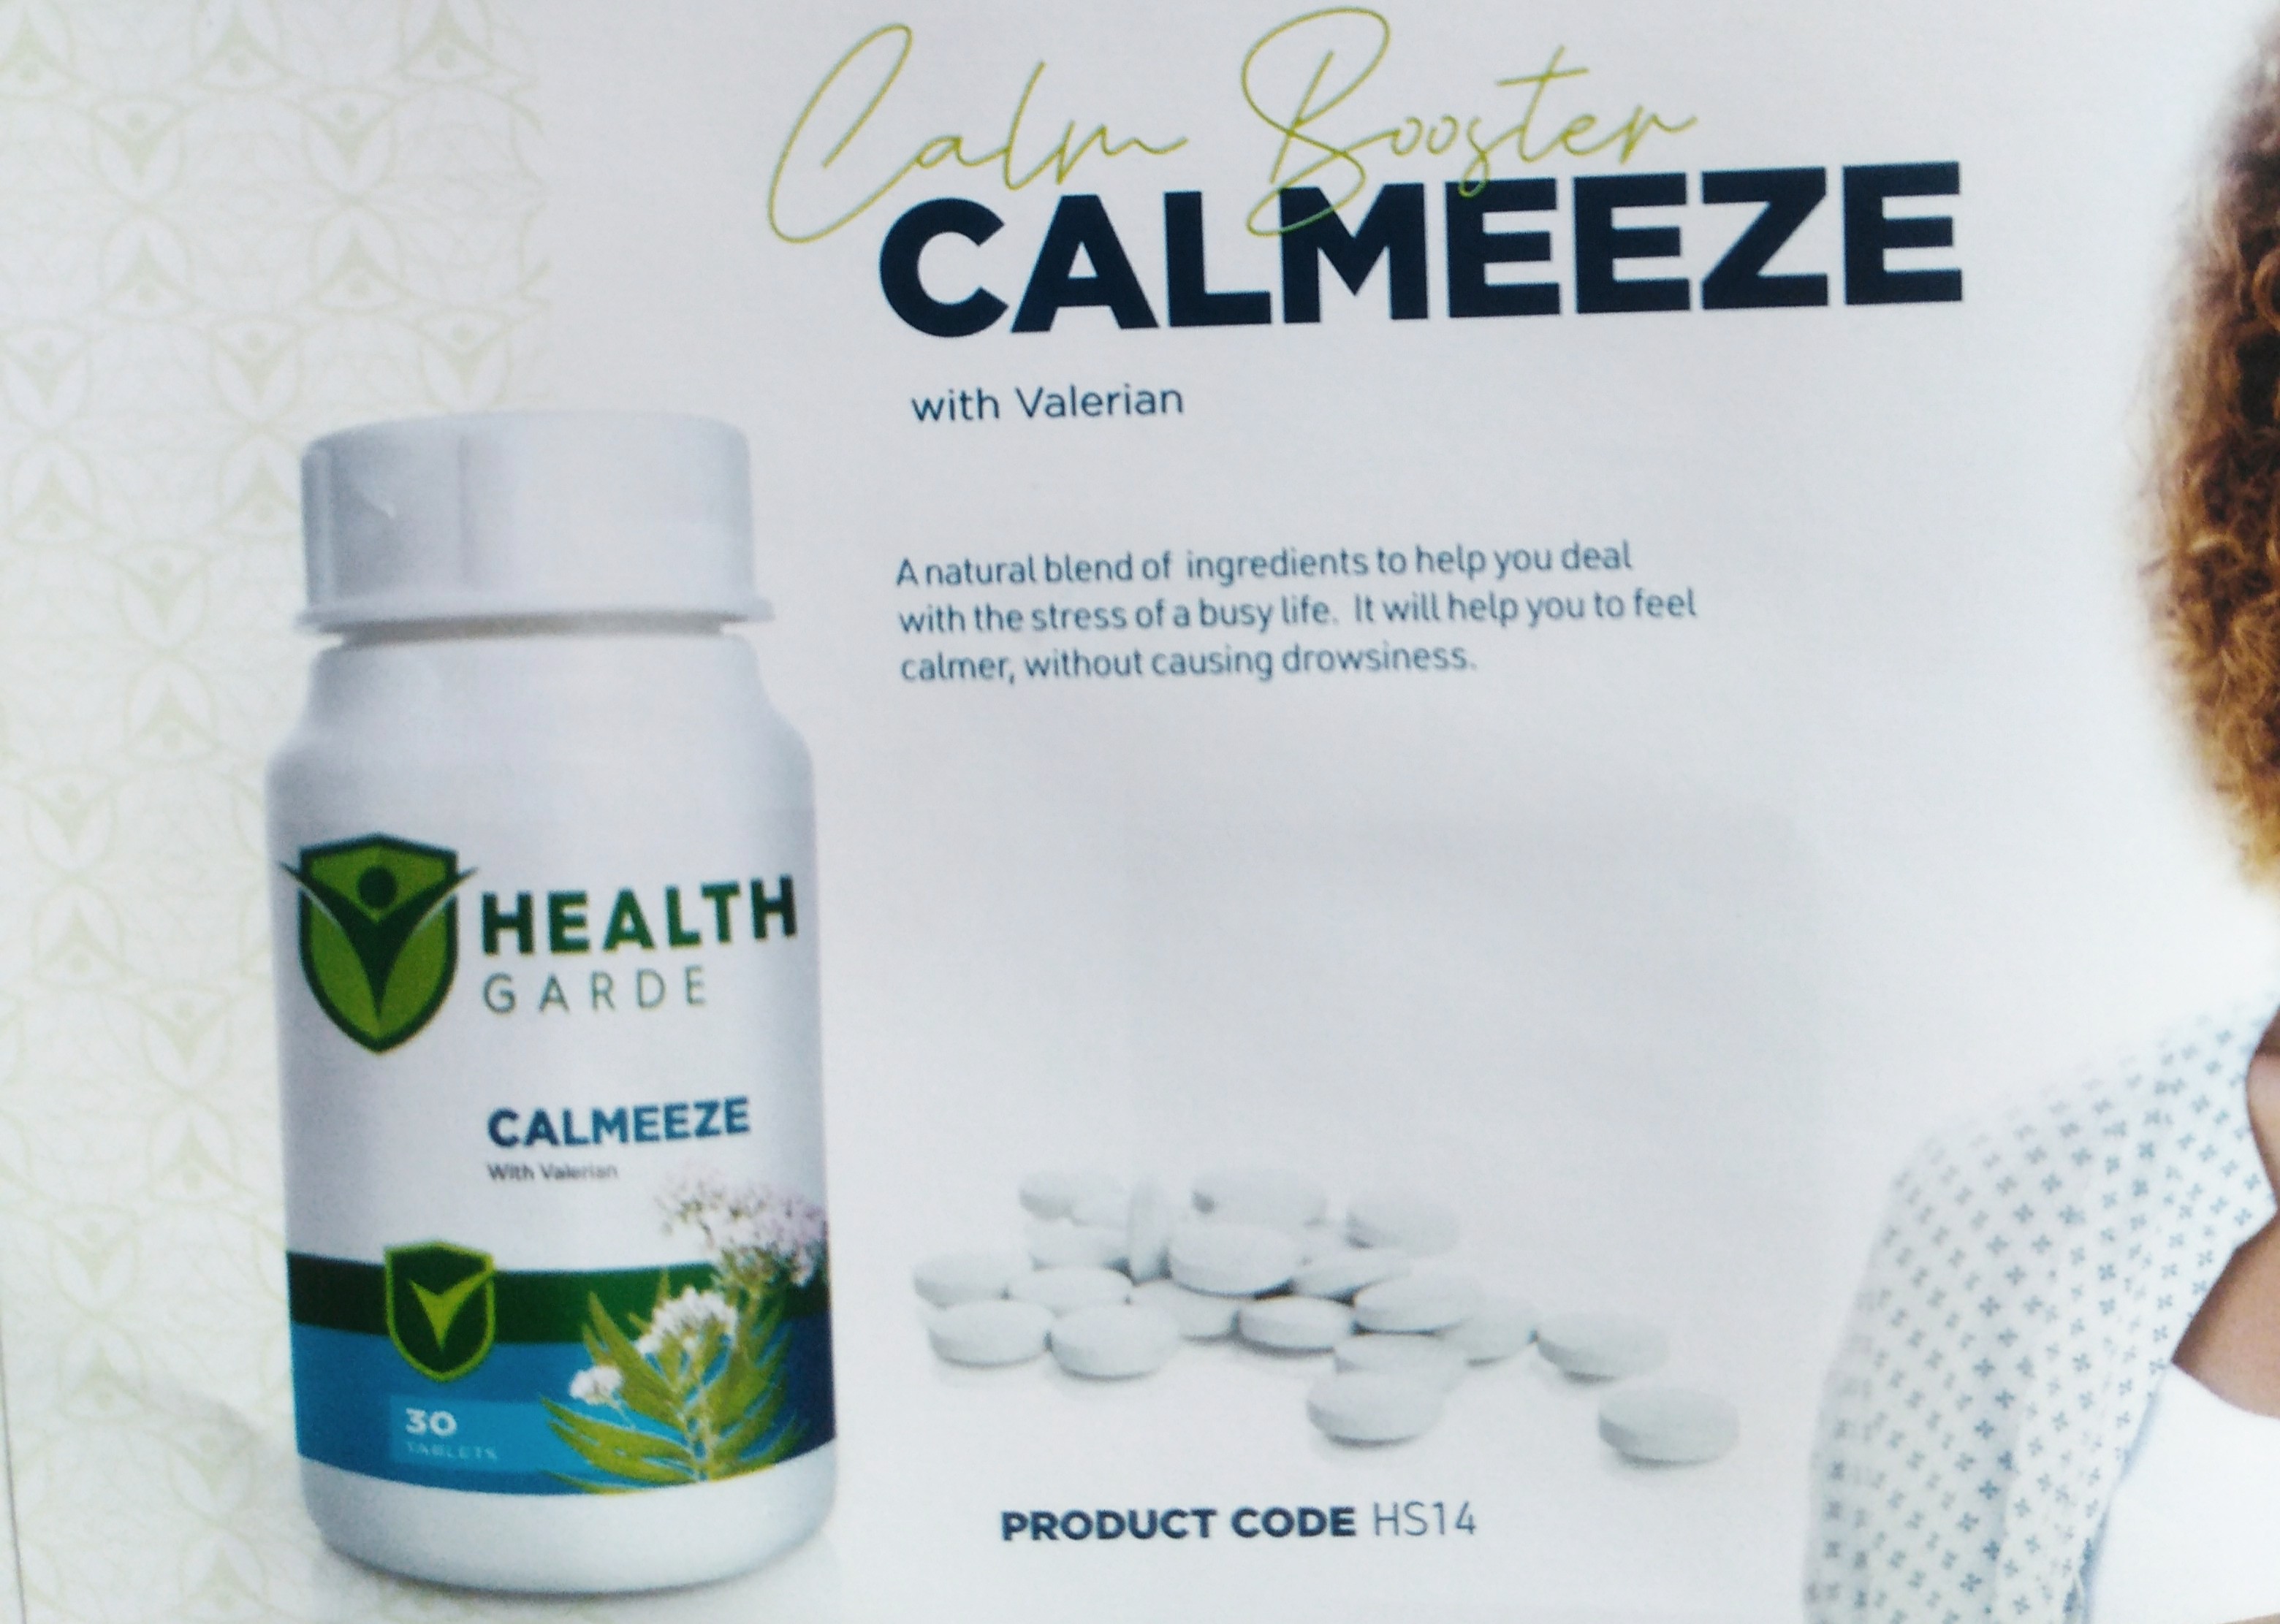 Calm Booster
CALMEEZE
with Valerian
A natural blend of ingredients to help you deal
with the stress of a busy life. It will help you to feel
calmer, without causing drowsiness.
HEALTH
GARDE
CALMEEZE
With Valerian
30
TABLETS
PRODUCT CODE HS14